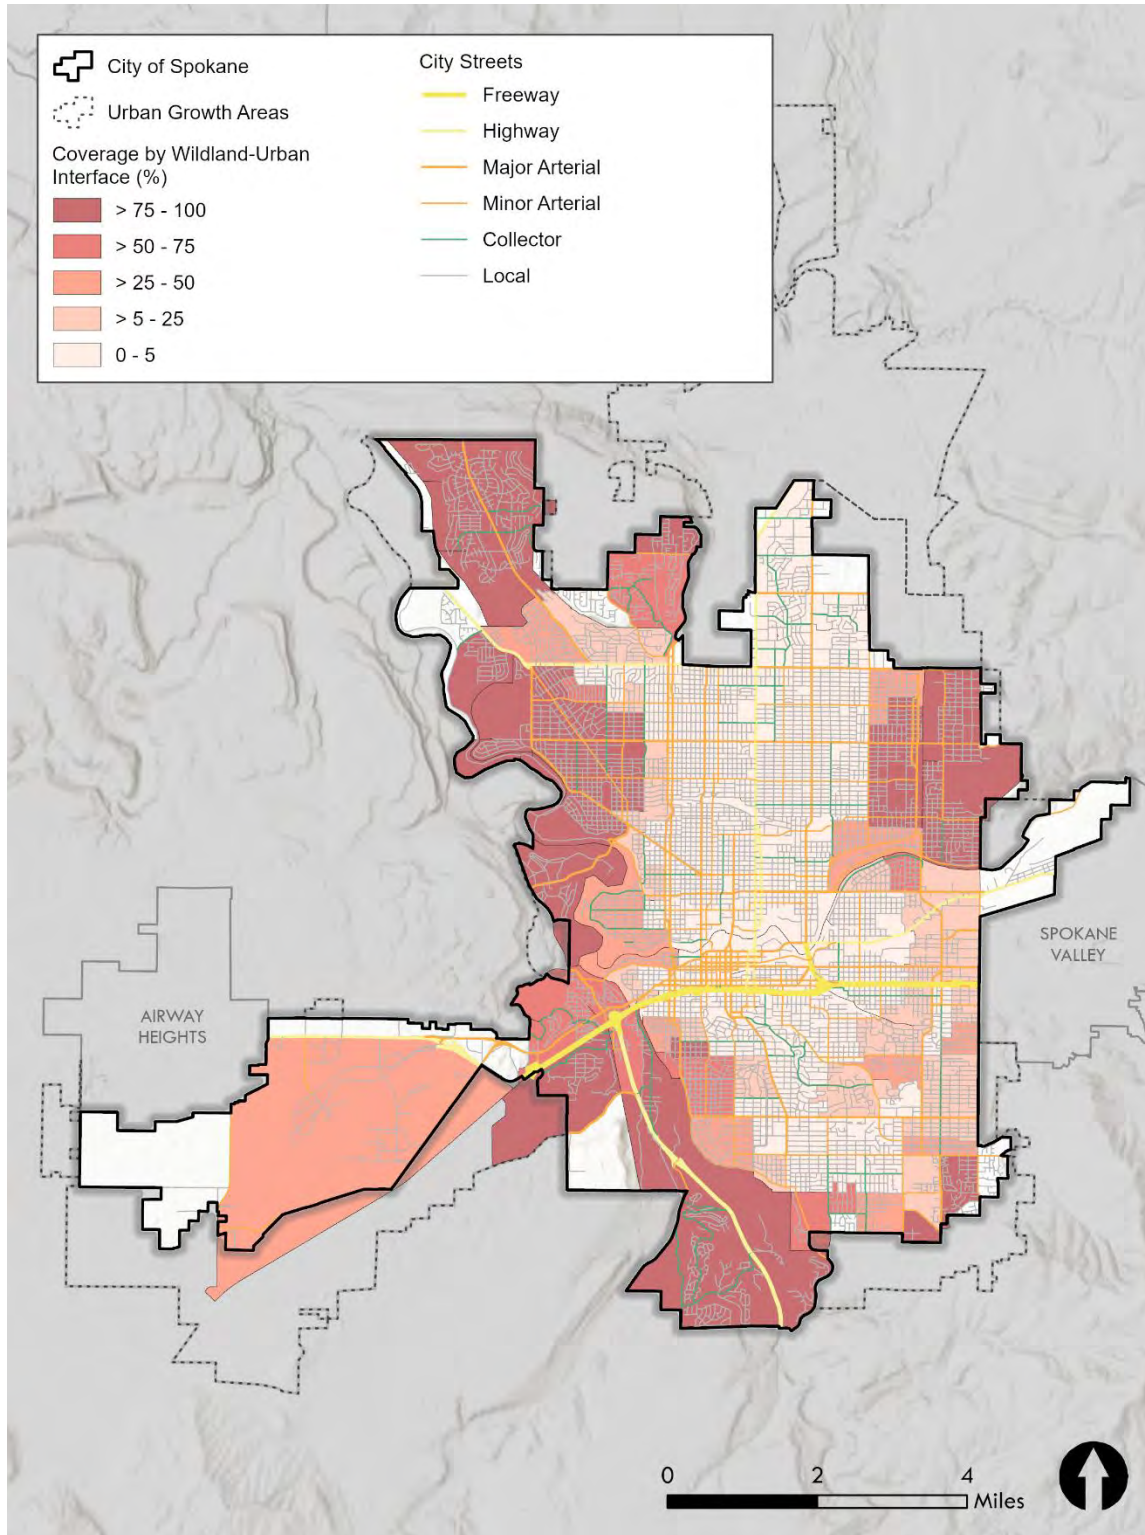 City of Spokane
Urban Growth Areas
Coverage by Wildland-Urban
Interface (%)
> 75 - 100
> 50 - 75
> 25 - 50
> 5 - 25
0 - 5
City Streets
Freeway
Highway
Major Arterial
Minor Arterial
Collector
Local
SPOKANE
VALLEY
AIRWAY
HEIGHTS
0 2 4
Miles